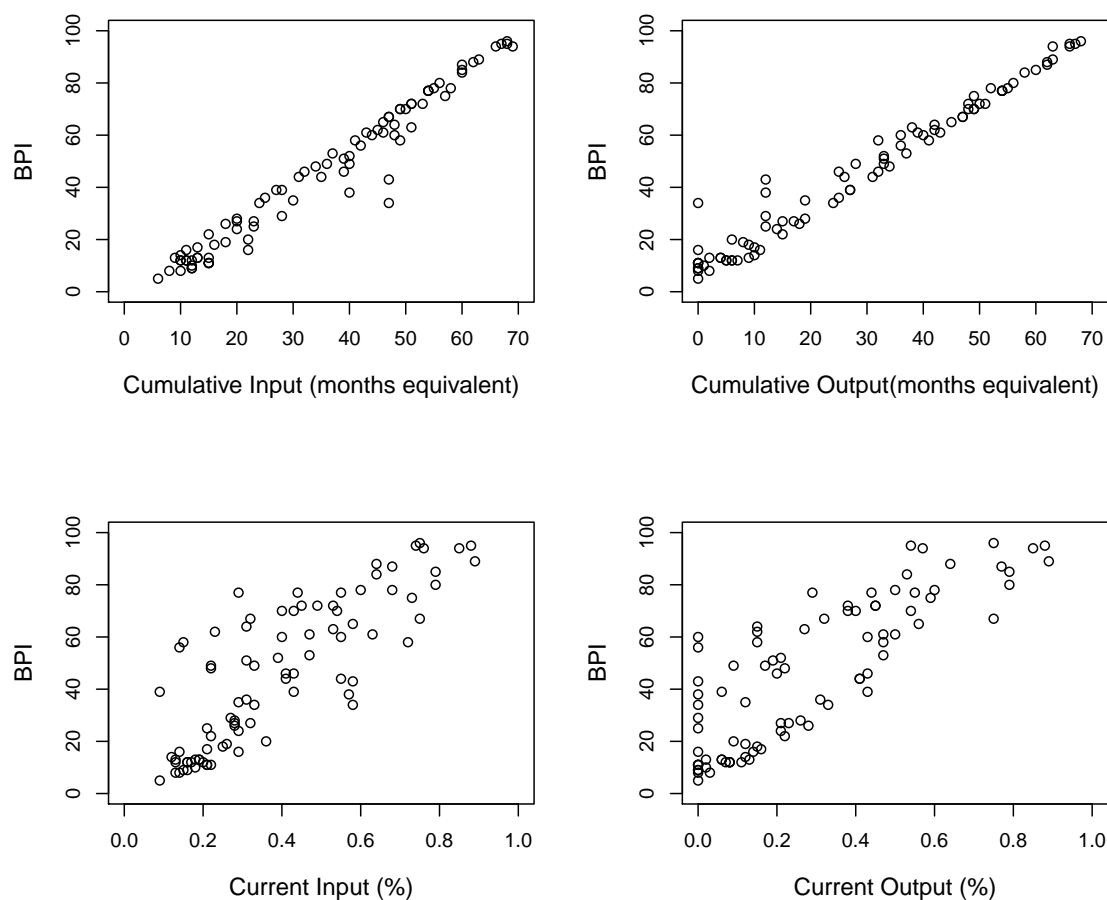 0 20 40 60 80 100
BPI
0 10 20 30 40 50 60 70
Cumulative Input (months equivalent)
0 20 40 60 80 100
BPI
0 10 20 30 40 50 60 70
Cumulative Output(months equivalent)
0 20 40 60 80 100
BPI
0.0 0.2 0.4 0.6 0.8 1.0
Current Input (%)
0 20 40 60 80 100
BPI
0.0 0.2 0.4 0.6 0.8 1.0
Current Output (%)